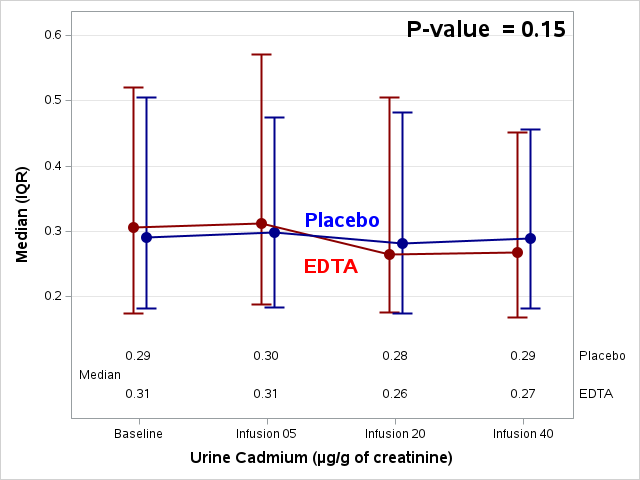 P-value = 0.15
0.6
0.5
0.4
0.3
0.2
Median (IQR)
Placebo
EDTA
0.29 0.30 0.28 0.29 Placebo
Median
0.31 0.31 0.26 0.27 EDTA
Baseline Infusion 05 Infusion 20 Infusion 40
Urine Cadmium (µg/g of creatinine)